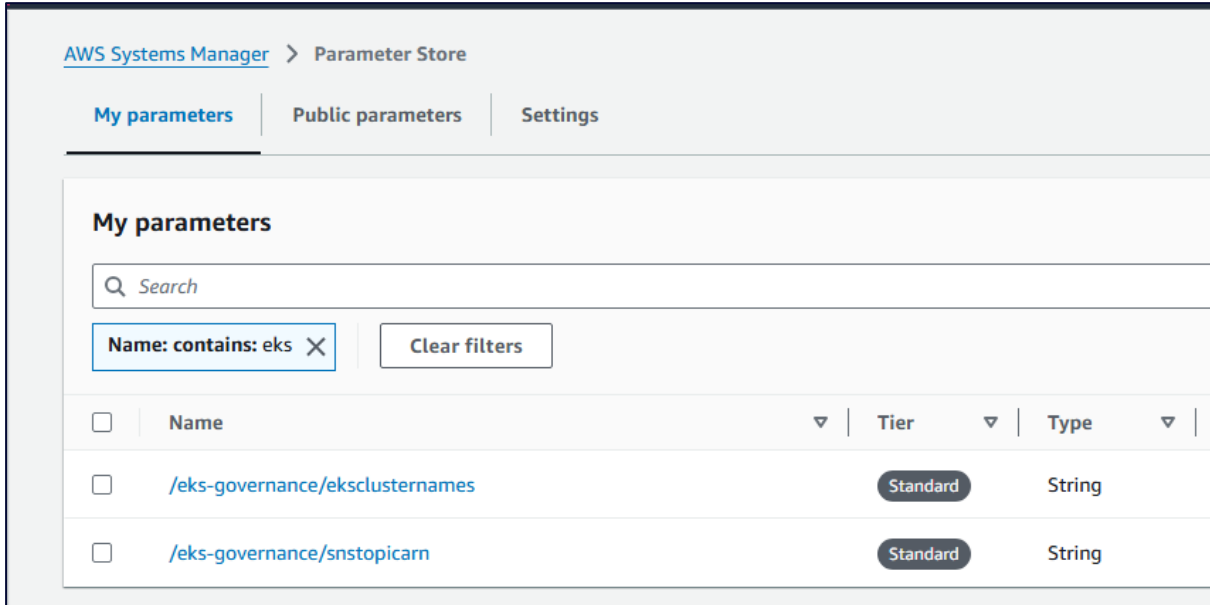 AWS Systems Manager > Parameter Store
My parameters Public parameters Settings
My parameters
Search
Name: contains: eks Clear filters
Name Tier Type
/eks-governance/eksclusternames Standard String
/eks-governance/snstopicarn Standard String